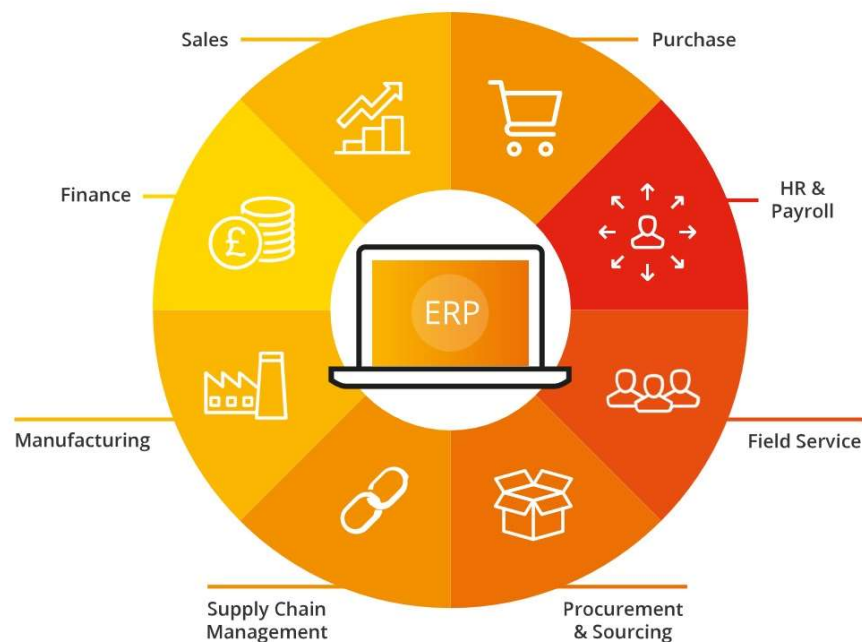 Sales
Purchase
Finance
£
HR &
Payroll
ERP
Manufacturing
Field Service
Supply Chain
Management
Procurement
& Sourcing